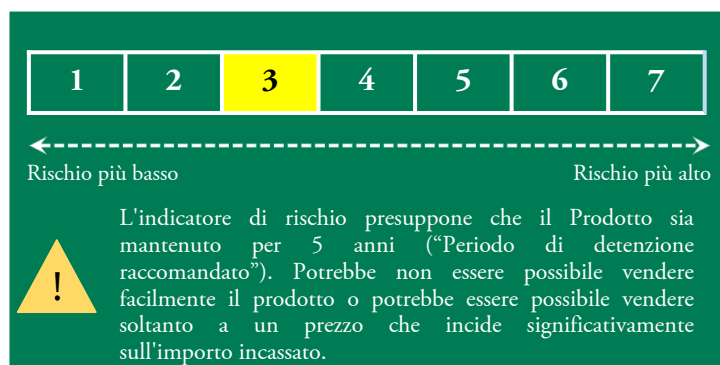 1 2 3 4 5 6 7
Rischio più basso Rischio più alto
L'indicatore di rischio presuppone che il Prodotto sia
mantenuto per 5 anni (“Periodo di detenzione
raccomandato”). Potrebbe non essere possibile vendere
facilmente il prodotto o potrebbe essere possibile vendere
soltanto a un prezzo che incide significativamente
sull'importo incassato.
!